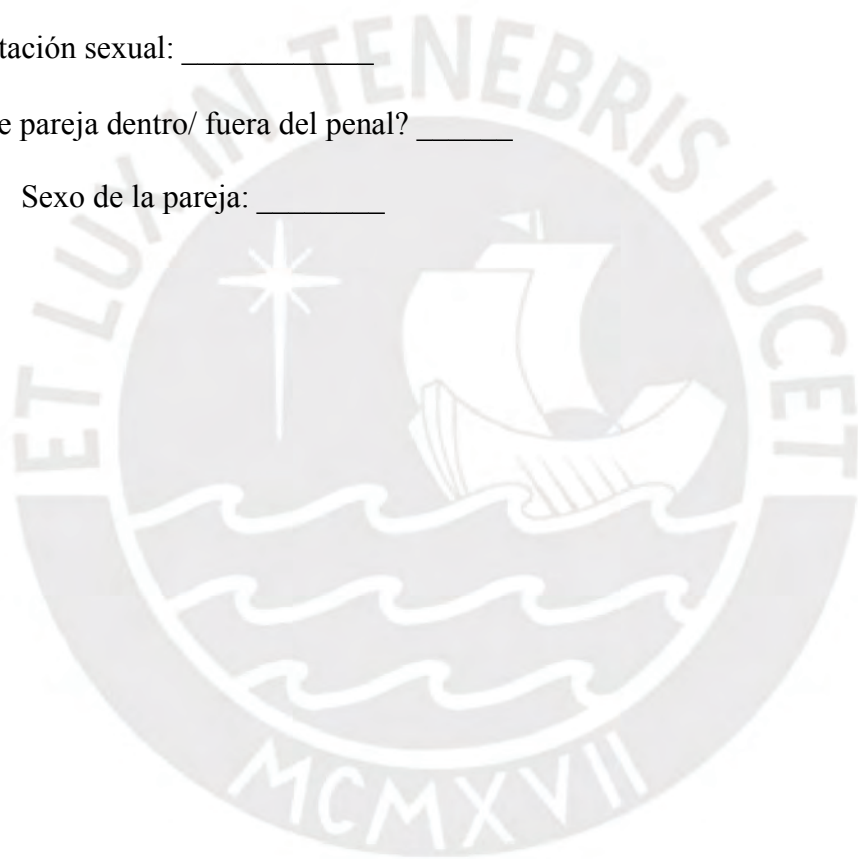 tación sexual: ____________
e pareja dentro/ fuera del penal? ______
Sexo de la pareja: ________
ET LUX IN TENEBRIS LUCET
MCMXVII